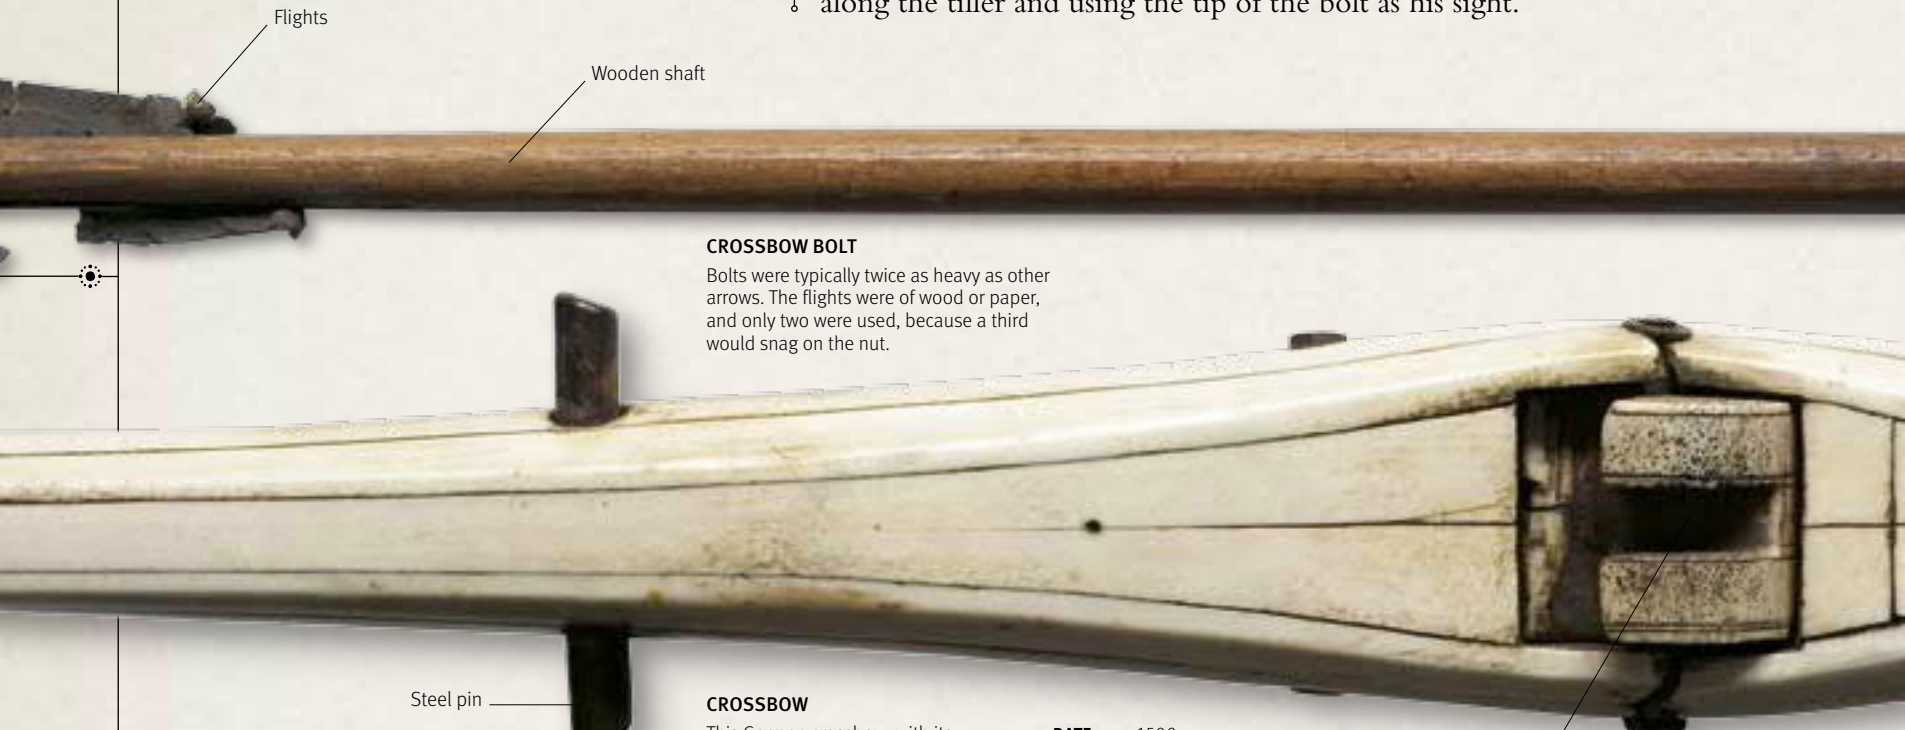 along the tiller and using the tip of the bolt as his sight.
Flights
Wooden shaft
CROSSBOW BOLT
Bolts were typically twice as heavy as other
arrows. The flights were of wood or paper,
and only two were used, because a third
would snag on the nut.
Steel pin
CROSSBOW
DATE 1500